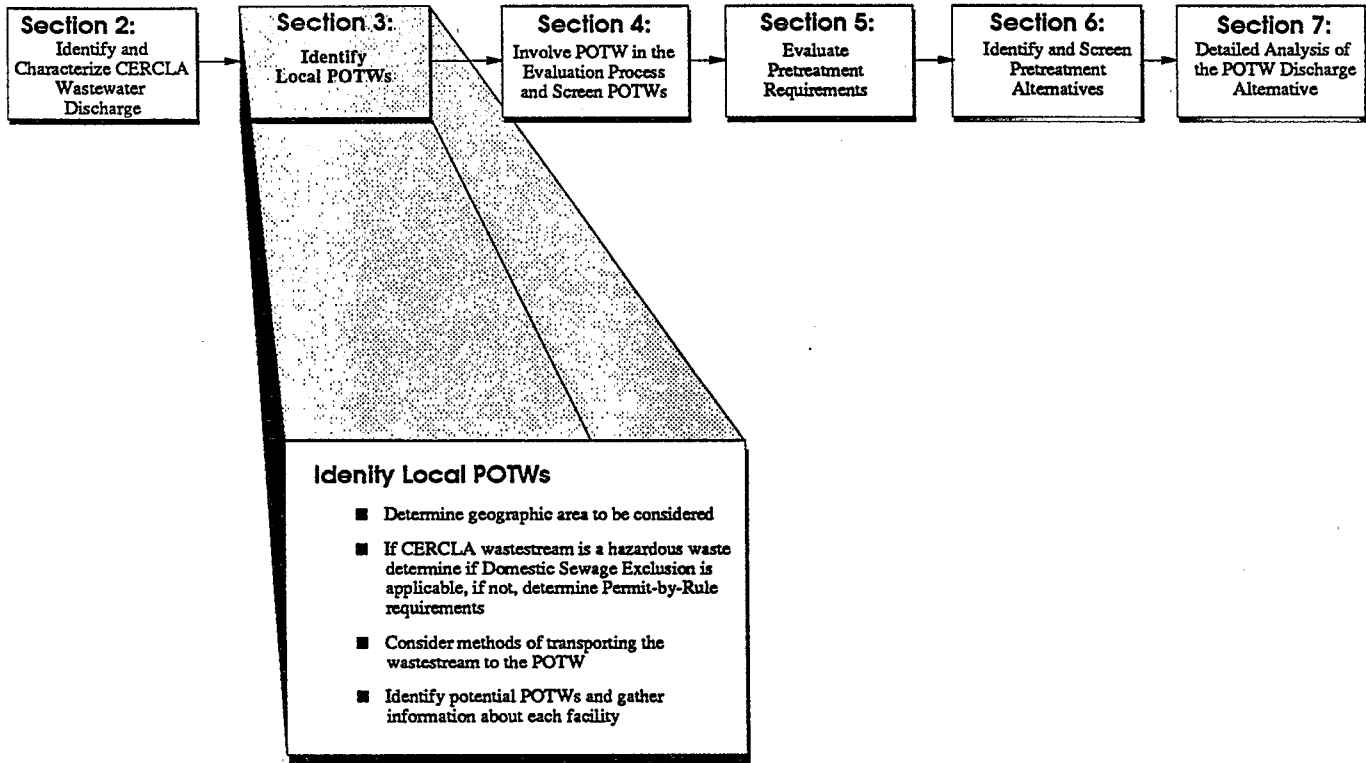 Section 2:
Identify and
Characterize CERCLA
Wastewater
Discharge
Section 3:
Identify
Local POTWs
Section 4:
Involve POTW in the
Evaluation Process
and Screen POTWs
Section 5:
Evaluate
Pretreatment
Requirements
Section 6:
Identify and Screen
Pretreatment
Alternatives
Section 7:
Detailed Analysis of
the POTW Discharge
Alternative
Idenify Local POTWs
■ Determine geographic area to be considered
■ If CERCLA wastestream is a hazardous waste
determine if Domestic Sewage Exclusion is
applicable, if not, determine Permit-by-Rule
requirements
■ Consider methods of transporting the
wastestream to the POTW
■ Identify potential POTWs and gather
information about each facility